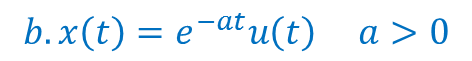 b. x(t) = e^{-at}u(t)    a > 0